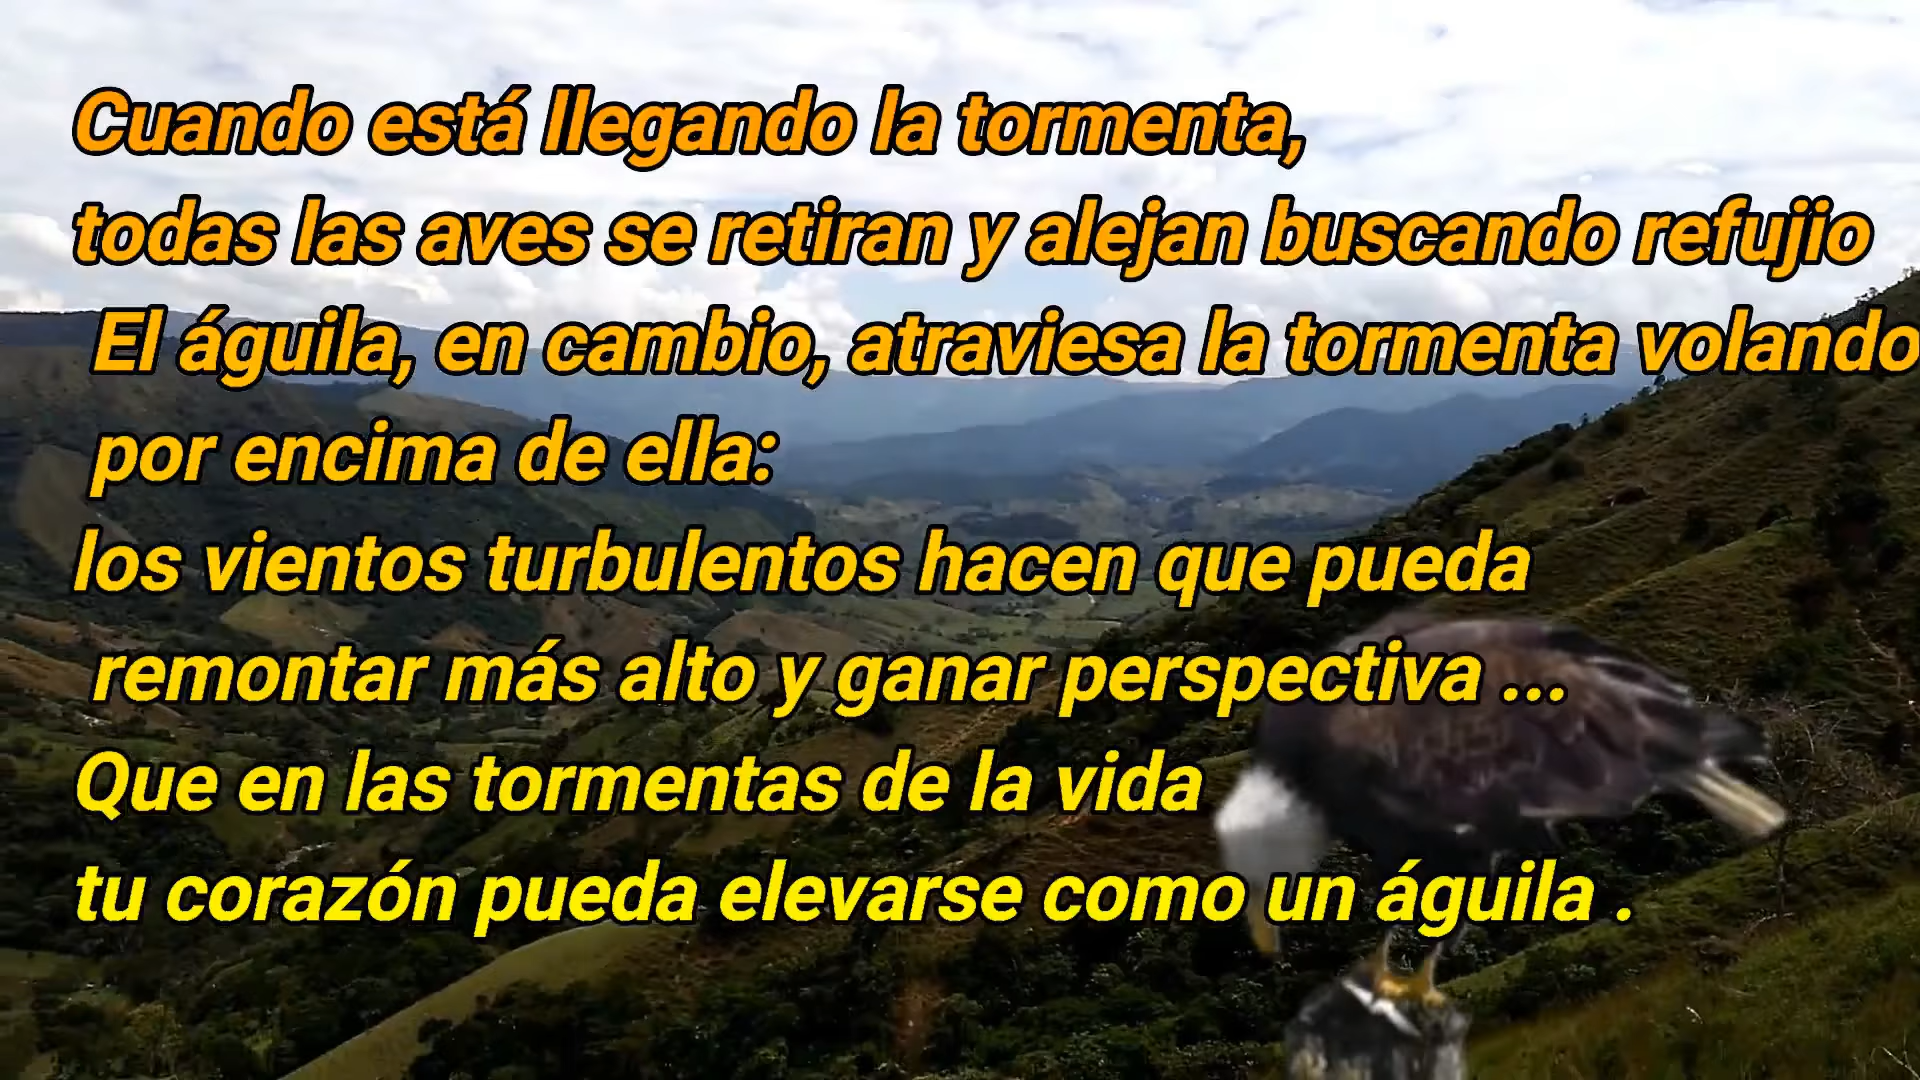 Cuando está llegando la tormenta,
todas las aves se retiran y alejan buscando refujio
El águila, en cambio, atraviesa la tormenta volando
por encima de ella:
los vientos turbulentos hacen que pueda
remontar más alto y ganar perspectiva ...
Que en las tormentas de la vida
tu corazón pueda elevarse como un águila .